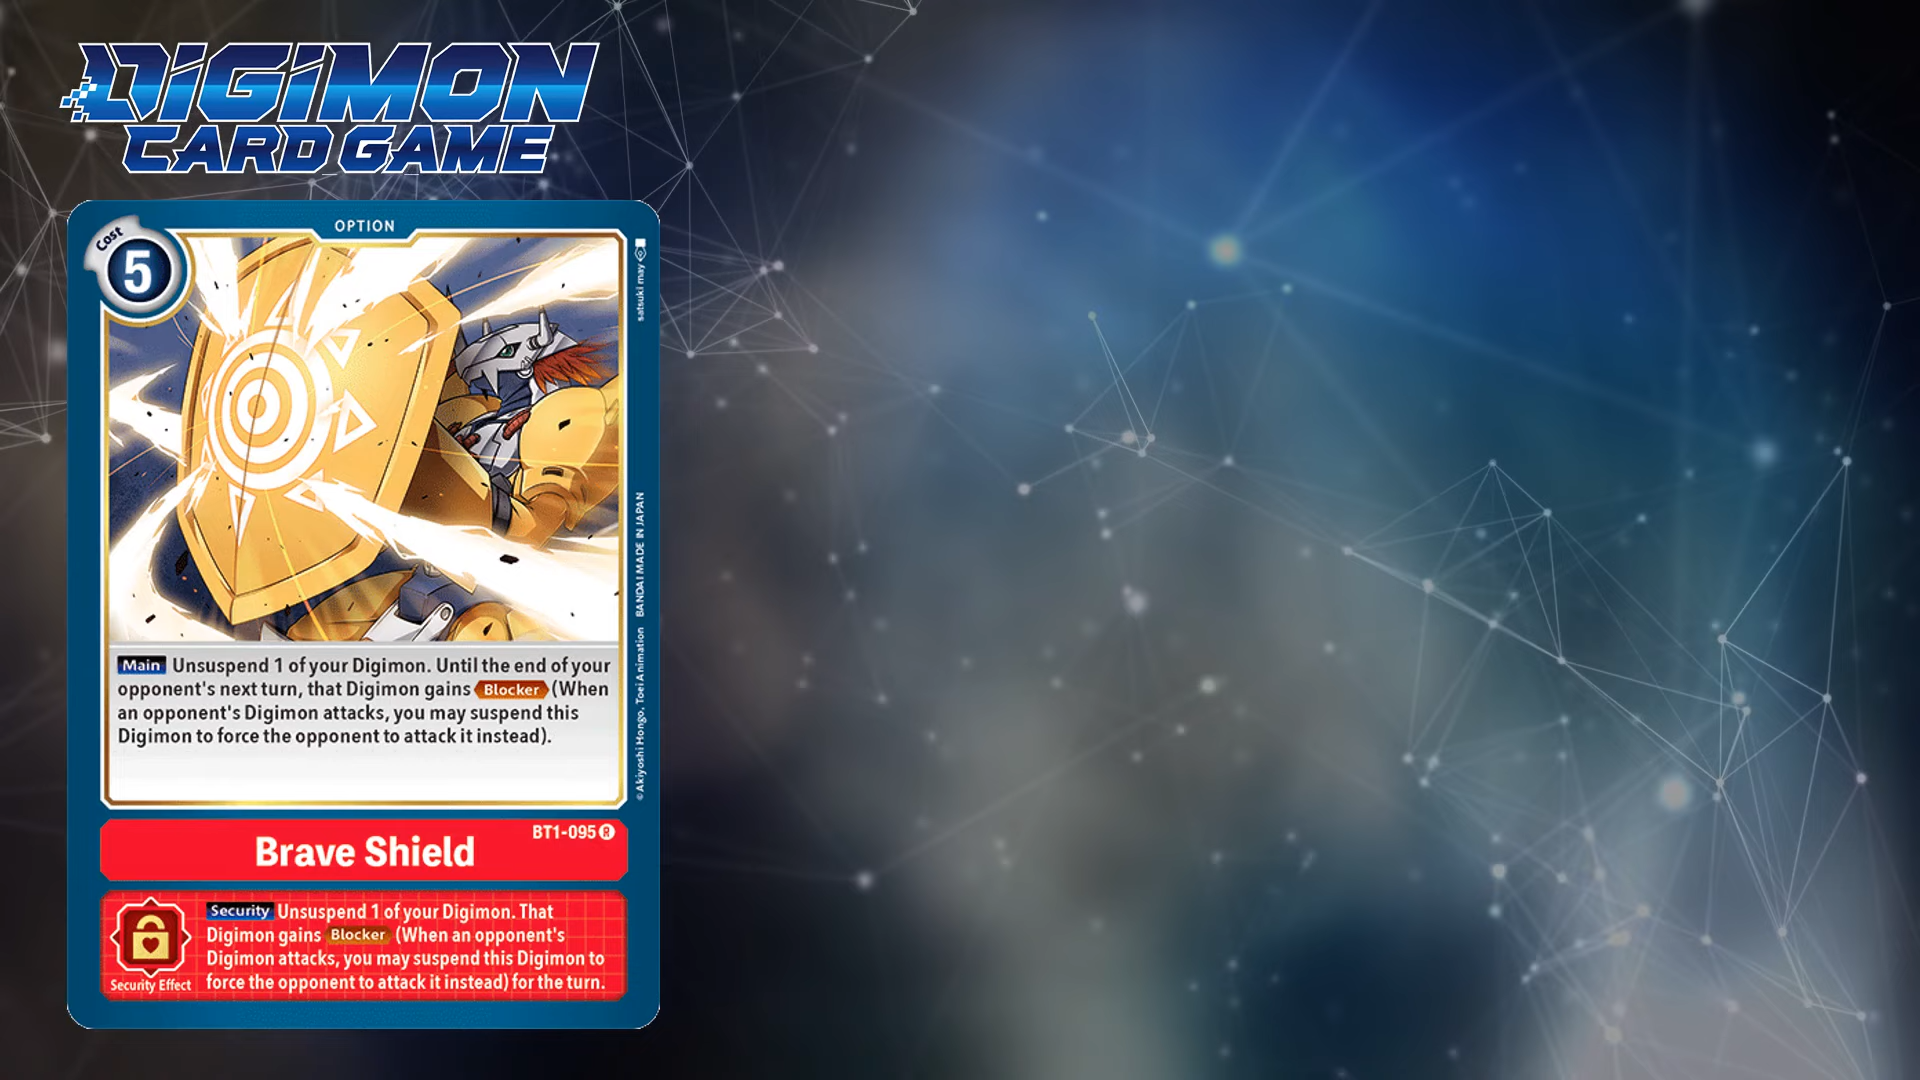 DIGIMON
CARD GAME
OPTION
Cost
5
satsuki may
BANDAI MADE IN JAPAN
©Akiyoshi Hongo, Toei Animation
Main Unsuspend 1 of your Digimon. Until the end of your
opponent's next turn, that Digimon gains Blocker (When
an opponent's Digimon attacks, you may suspend this
Digimon to force the opponent to attack it instead).
BT1-095 R
Brave Shield
Security Unsuspend 1 of your Digimon. That
Digimon gains Blocker (When an opponent's
Digimon attacks, you may suspend this Digimon to
force the opponent to attack it instead) for the turn.
Security Effect